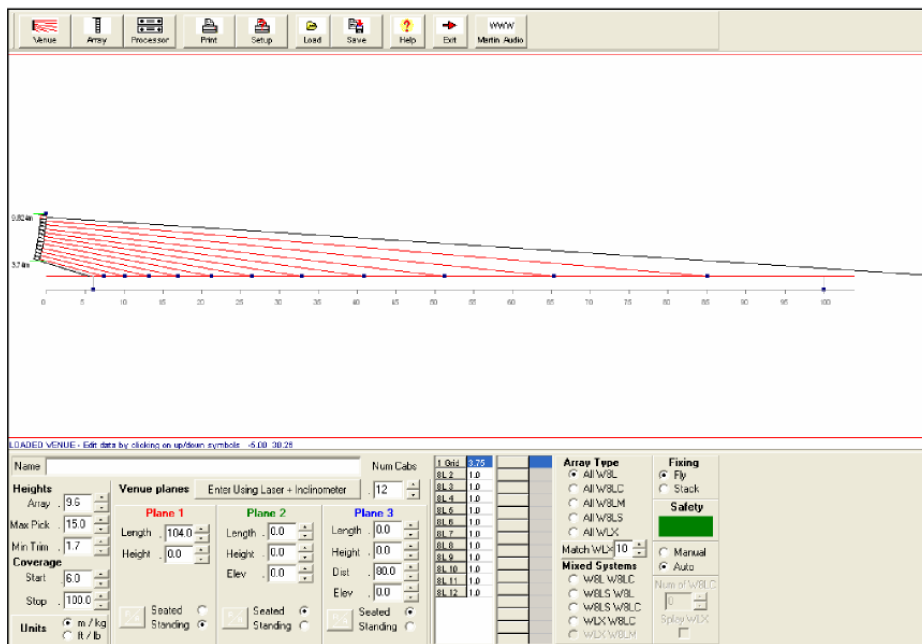 Venue Array Processor Print Setup Load Save Help Exit Martin Audio
www
9.624m
3.74m
0 5 10 15 20 25 30 35 40 45 50 55 60 65 70 75 80 85 90 95 100
LOADED VENUE - Edit data by clicking on up/down symbols -5.08 38.26
Name
Num Cabs
12
Heights
Array 9.6
Max Pick 15.0
Min Trim 1.7
Coverage
Start 6.0
Stop 100.0
Units
m / kg
ft / lb
Venue planes
Enter Using Laser + Inclinometer
Plane 1
Length 104.0
Height 0.0
Seated
Standing
Plane 2
Length 0.0
Height 0.0
Elev 0.0
Seated
Standing
Plane 3
Length 0.0
Height 0.0
Dist 80.0
Elev 0.0
Seated
Standing
1 Grid 3.75
8L 2 1.0
8L 3 1.0
8L 4 1.0
8L 5 1.0
8L 6 1.0
8L 7 1.0
8L 8 1.0
8L 9 1.0
8L 10 1.0
8L 11 1.0
8L 12 1.0
Array Type
All W8L
All W8LC
All W8LM
All W8LS
All WLX
Match WLX 10
Mixed Systems
W8L W8LC
W8LS W8L
W8LS W8LC
WLX W8LC
WLX W8LM
Fixing
Fly
Stack
Safety
Manual
Auto
Num of W8LC
0
Splay WLX